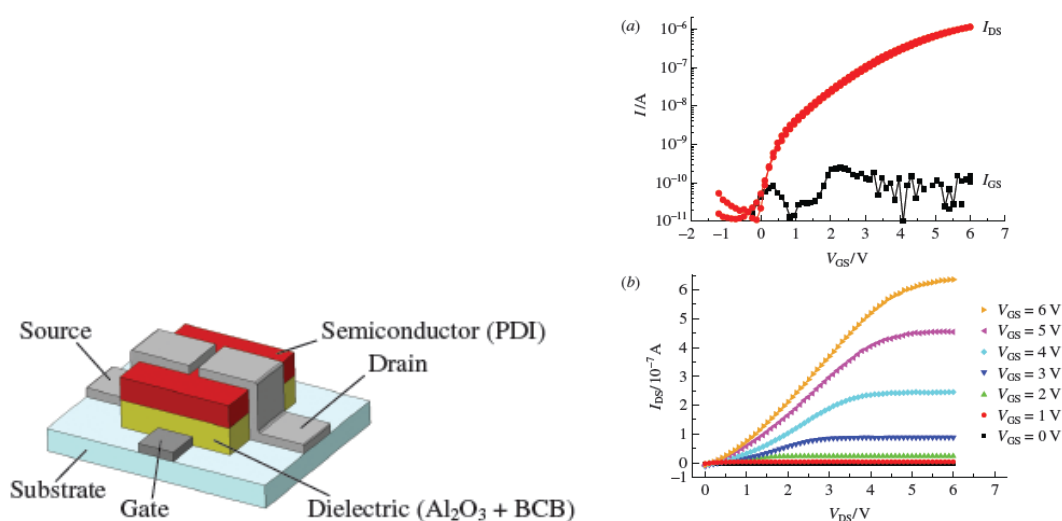 Source
Semiconductor (PDI)
Drain
Substrate
Gate
Dielectric (Al₂O₃ + BCB)
(a)
10⁻⁶
10⁻⁷
10⁻⁸
10⁻⁹
10⁻¹⁰
10⁻¹¹
I/A
I_DS
I_GS
−2 −1 0 1 2 3 4 5 6 7
V_GS/V
(b)
6
5
4
3
2
1
0
−1
I_DS/10⁻⁷ A
0 1 2 3 4 5 6 7
V_DS/V
V_GS = 6 V
V_GS = 5 V
V_GS = 4 V
V_GS = 3 V
V_GS = 2 V
V_GS = 1 V
V_GS = 0 V